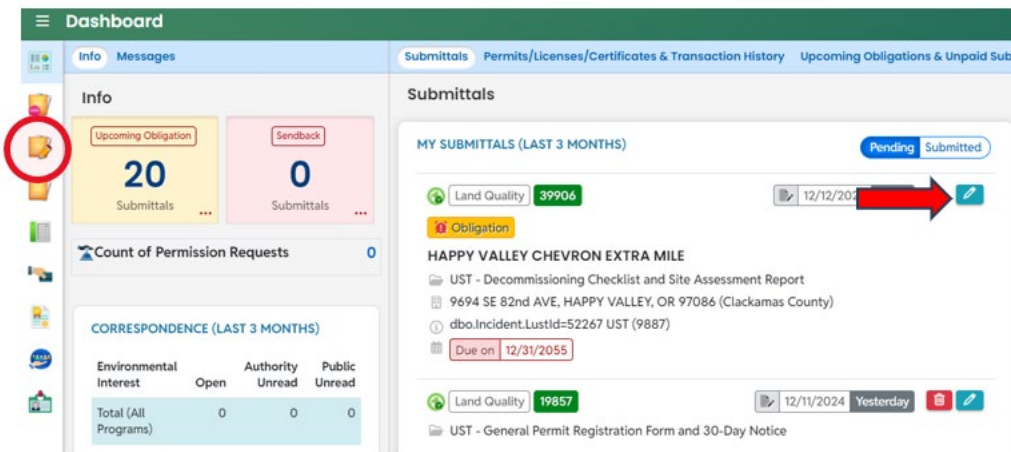 Dashboard
Info Messages
Info
Upcoming Obligation
20
Submittals
Sendback
0
Submittals
Count of Permission Requests 0
CORRESPONDENCE (LAST 3 MONTHS)
Environmental Interest Open Authority Unread Public Unread
Total (All Programs) 0 0 0
Submittals Permits/Licenses/Certificates & Transaction History Upcoming Obligations & Unpaid Sub
Submittals
MY SUBMITTALS (LAST 3 MONTHS) Pending Submitted
Land Quality 39906 12/12/202
Obligation
HAPPY VALLEY CHEVRON EXTRA MILE
UST - Decommissioning Checklist and Site Assessment Report
9694 SE 82nd AVE, HAPPY VALLEY, OR 97086 (Clackamas County)
dbo.Incident.LustId=52267 UST (9887)
Due on 12/31/2055
Land Quality 19857 12/11/2024 Yesterday
UST - General Permit Registration Form and 30-Day Notice